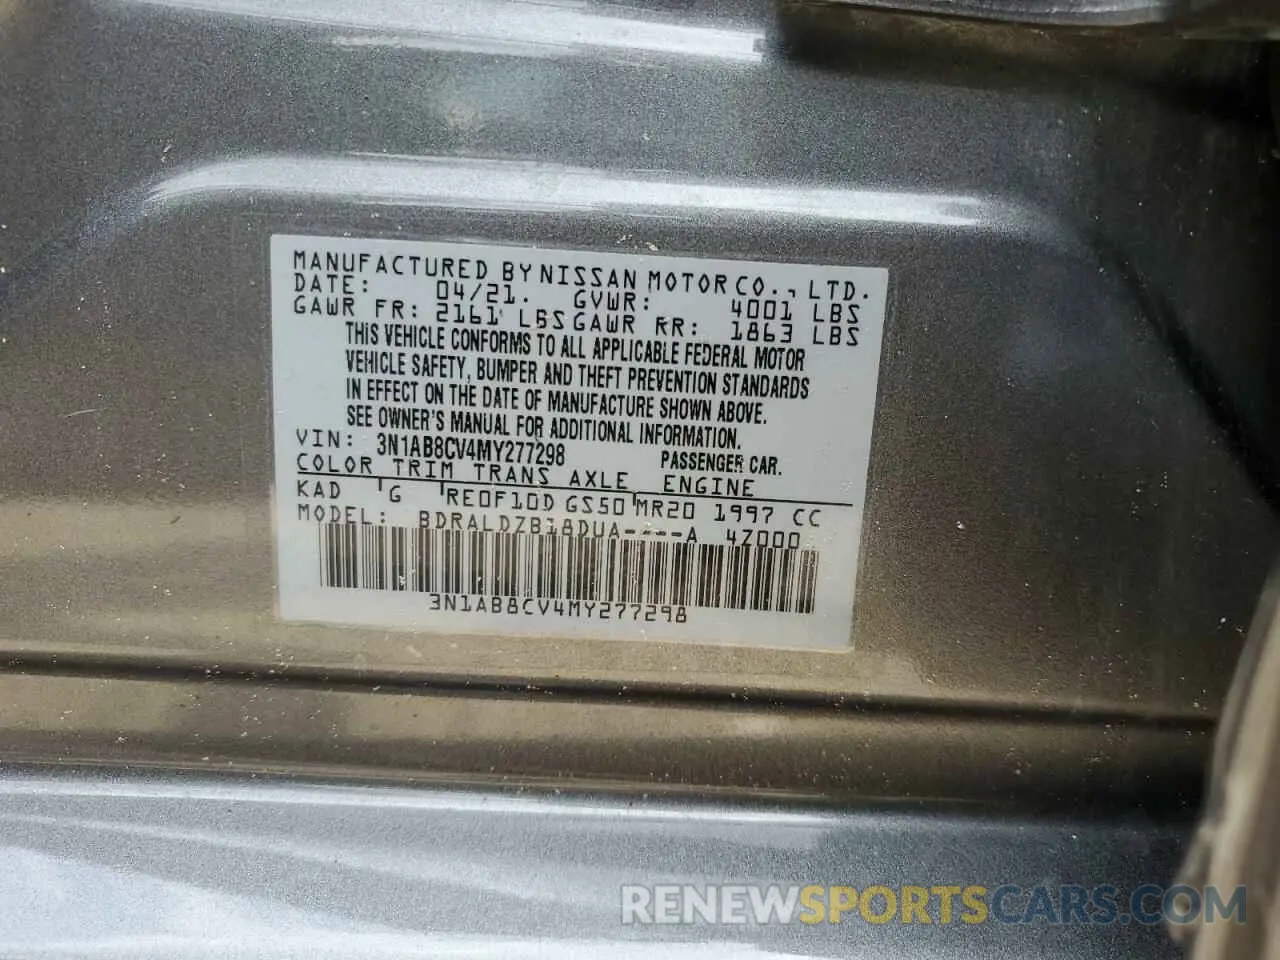 MANUFACTURED BY NISSAN MOTOR CO., LTD.
DATE: 04/21. GVWR: 4001 LBS
GAWR FR: 2161 LBS GAWR RR: 1863 LBS
THIS VEHICLE CONFORMS TO ALL APPLICABLE FEDERAL MOTOR
VEHICLE SAFETY, BUMPER AND THEFT PREVENTION STANDARDS
IN EFFECT ON THE DATE OF MANUFACTURE SHOWN ABOVE.
SEE OWNER'S MANUAL FOR ADDITIONAL INFORMATION.
VIN: 3N1AB8CV4MY277298 PASSENGER CAR.
COLOR TRIM TRANS AXLE ENGINE
KAD G RE0F10D GS50 MR20 1997 CC
MODEL: BDRALDZB18DUA----A 4Z000
3N1AB8CV4MY277298
RENEWSPORTSCARS.COM